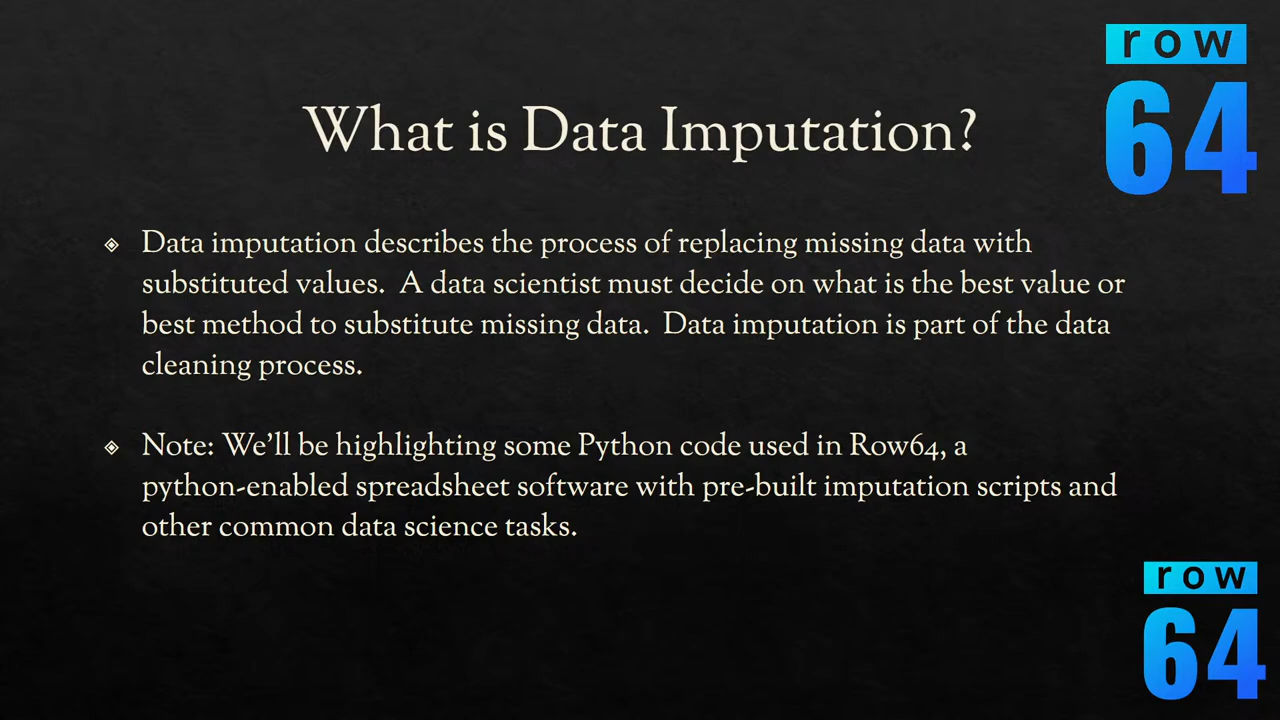 row
64
What is Data Imputation?
Data imputation describes the process of replacing missing data with
substituted values.  A data scientist must decide on what is the best value or
best method to substitute missing data.  Data imputation is part of the data
cleaning process.
Note: We’ll be highlighting some Python code used in Row64, a
python-enabled spreadsheet software with pre-built imputation scripts and
other common data science tasks.
row
64